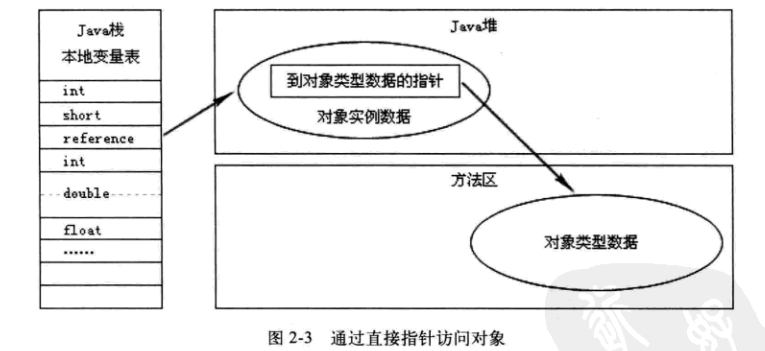 Java栈
本地变量表
int
short
reference
int
double
float
……
Java堆
到对象类型数据的指针
对象实例数据
方法区
对象类型数据
图 2-3 通过直接指针访问对象